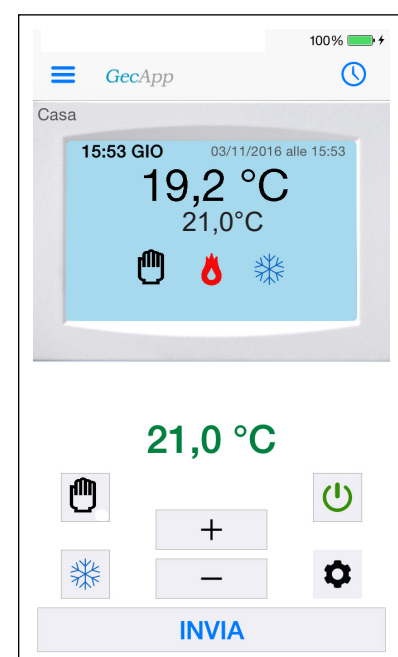 100%
GecApp
Casa
15:53 GIO 03/11/2016 alle 15:53
19,2 °C
21,0°C
21,0 °C
+
–
INVIA